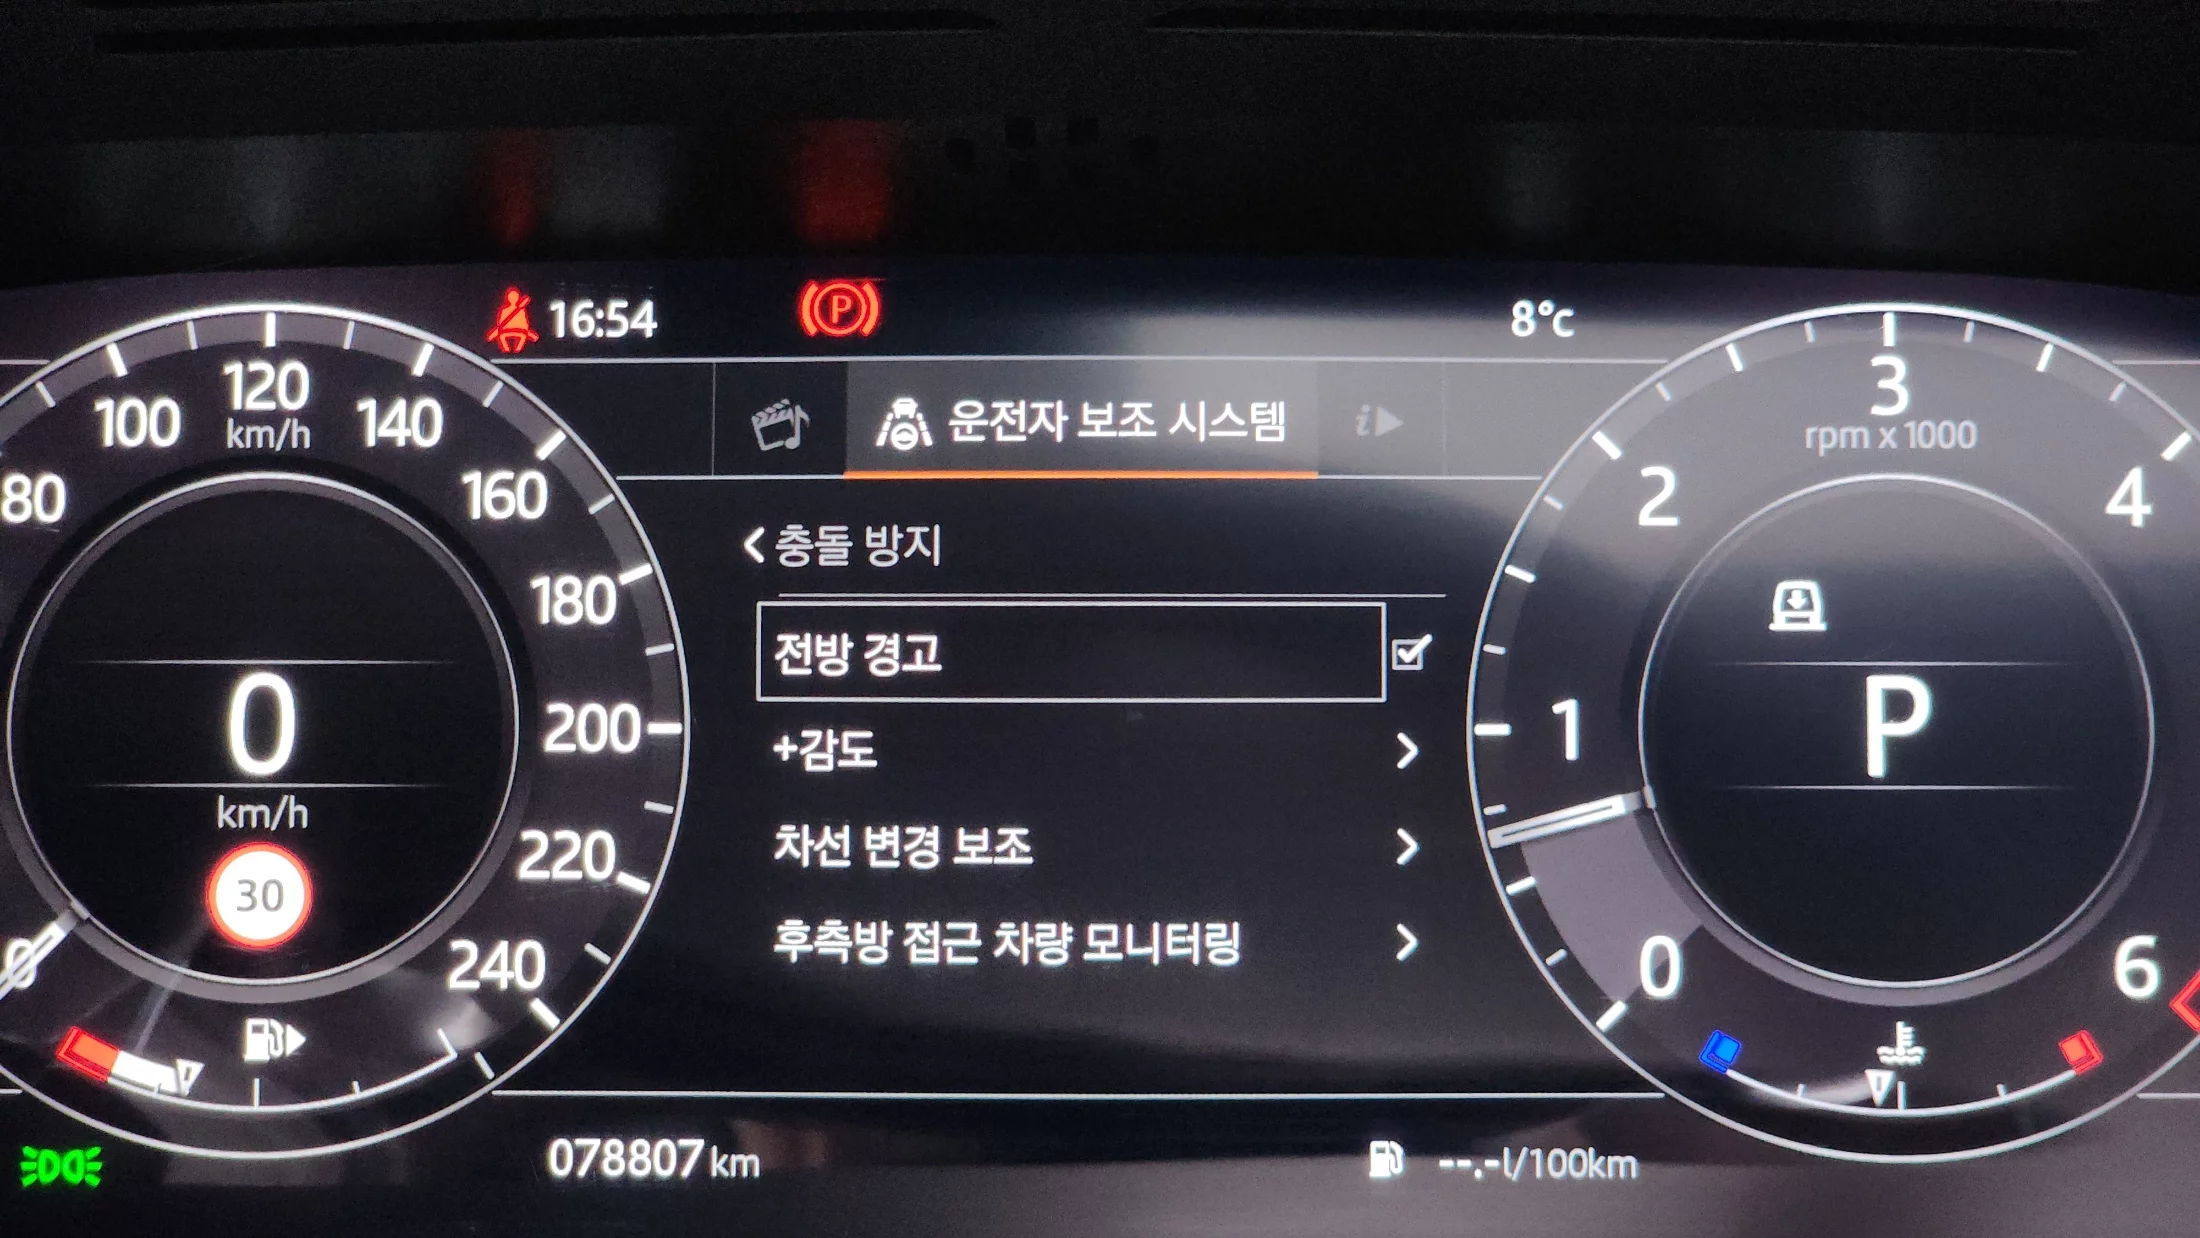 16:54
P
8°c
운전자 보조 시스템
i
80
100
120
km/h
140
160
180
200
220
240
0
km/h
30
078807 km
< 충돌 방지
전방 경고
+감도
차선 변경 보조
후측방 접근 차량 모니터링
--.-l/100km
0
1
2
3
4
6
rpm x 1000
P